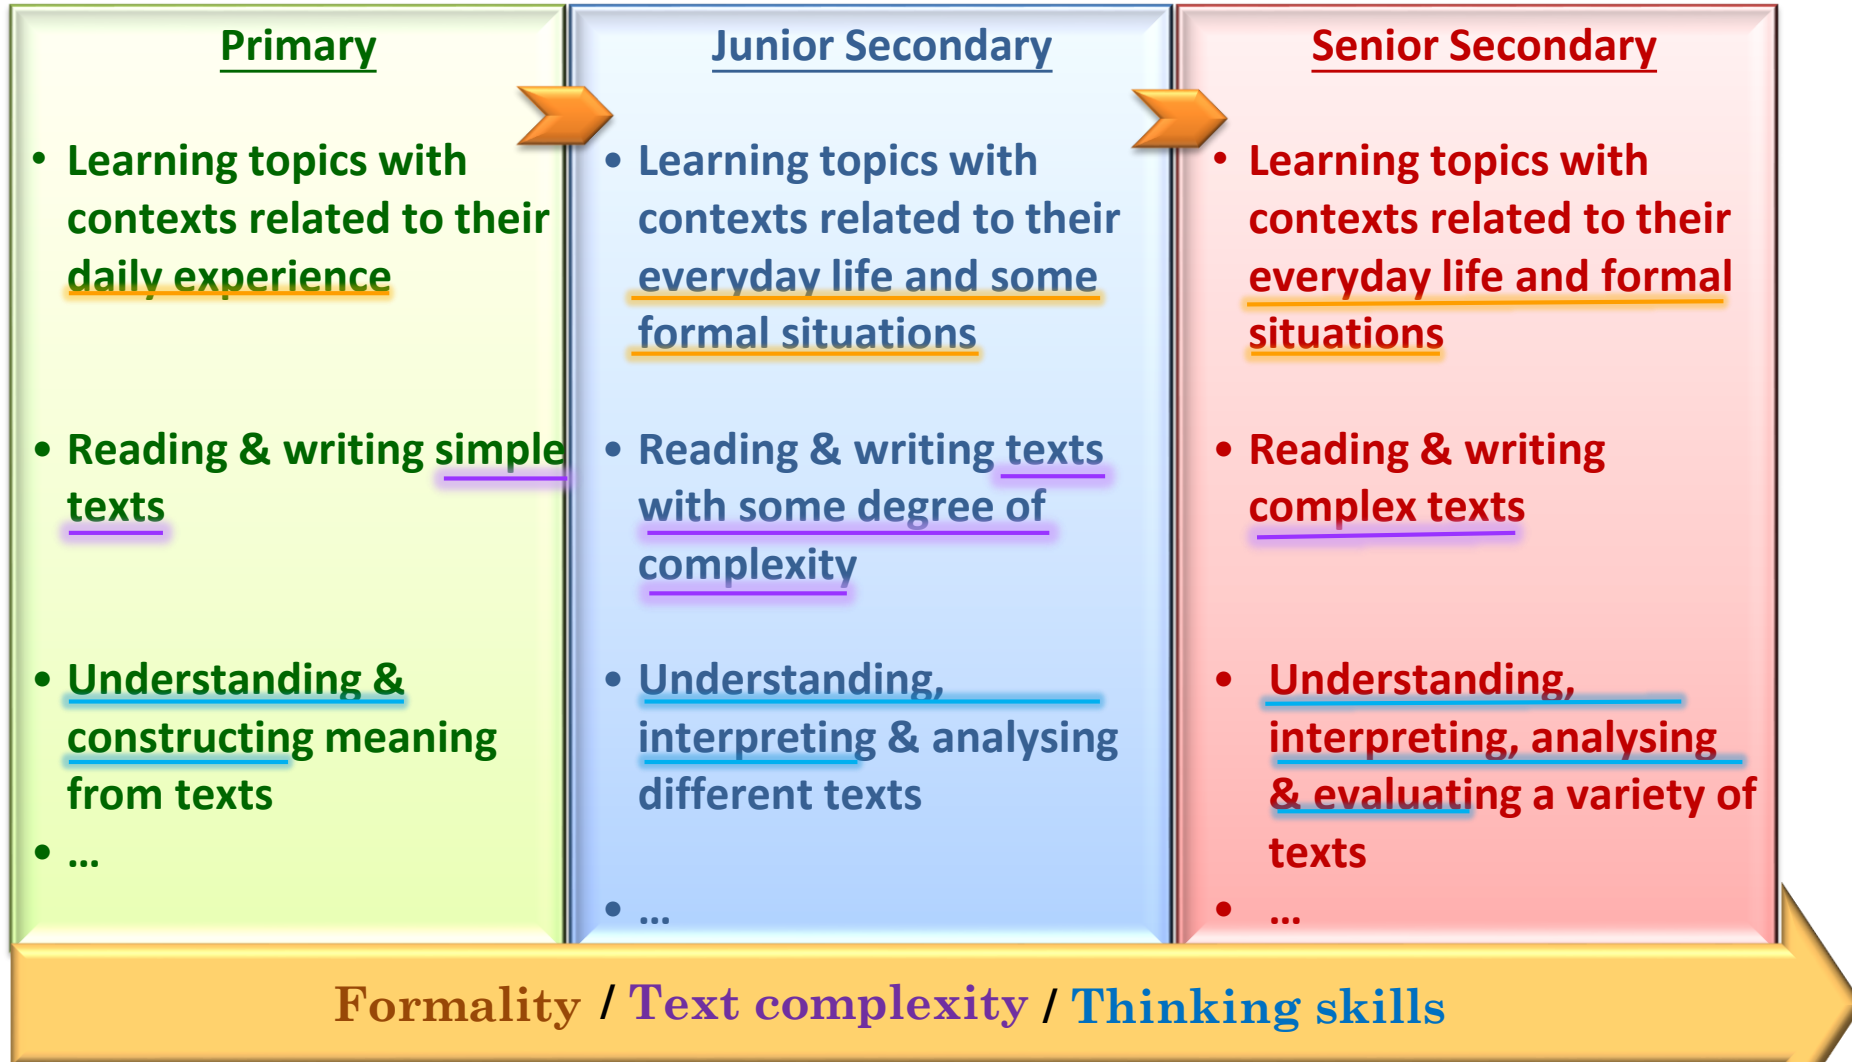 Primary
• Learning topics with
contexts related to their
daily experience
• Reading & writing simple
texts
• Understanding &
constructing meaning
from texts
• ...
Junior Secondary
• Learning topics with
contexts related to their
everyday life and some
formal situations
• Reading & writing texts
with some degree of
complexity
• Understanding,
interpreting & analysing
different texts
• ...
Senior Secondary
• Learning topics with
contexts related to their
everyday life and formal
situations
• Reading & writing
complex texts
• Understanding,
interpreting, analysing
& evaluating a variety of
texts
• ...
Formality / Text complexity / Thinking skills